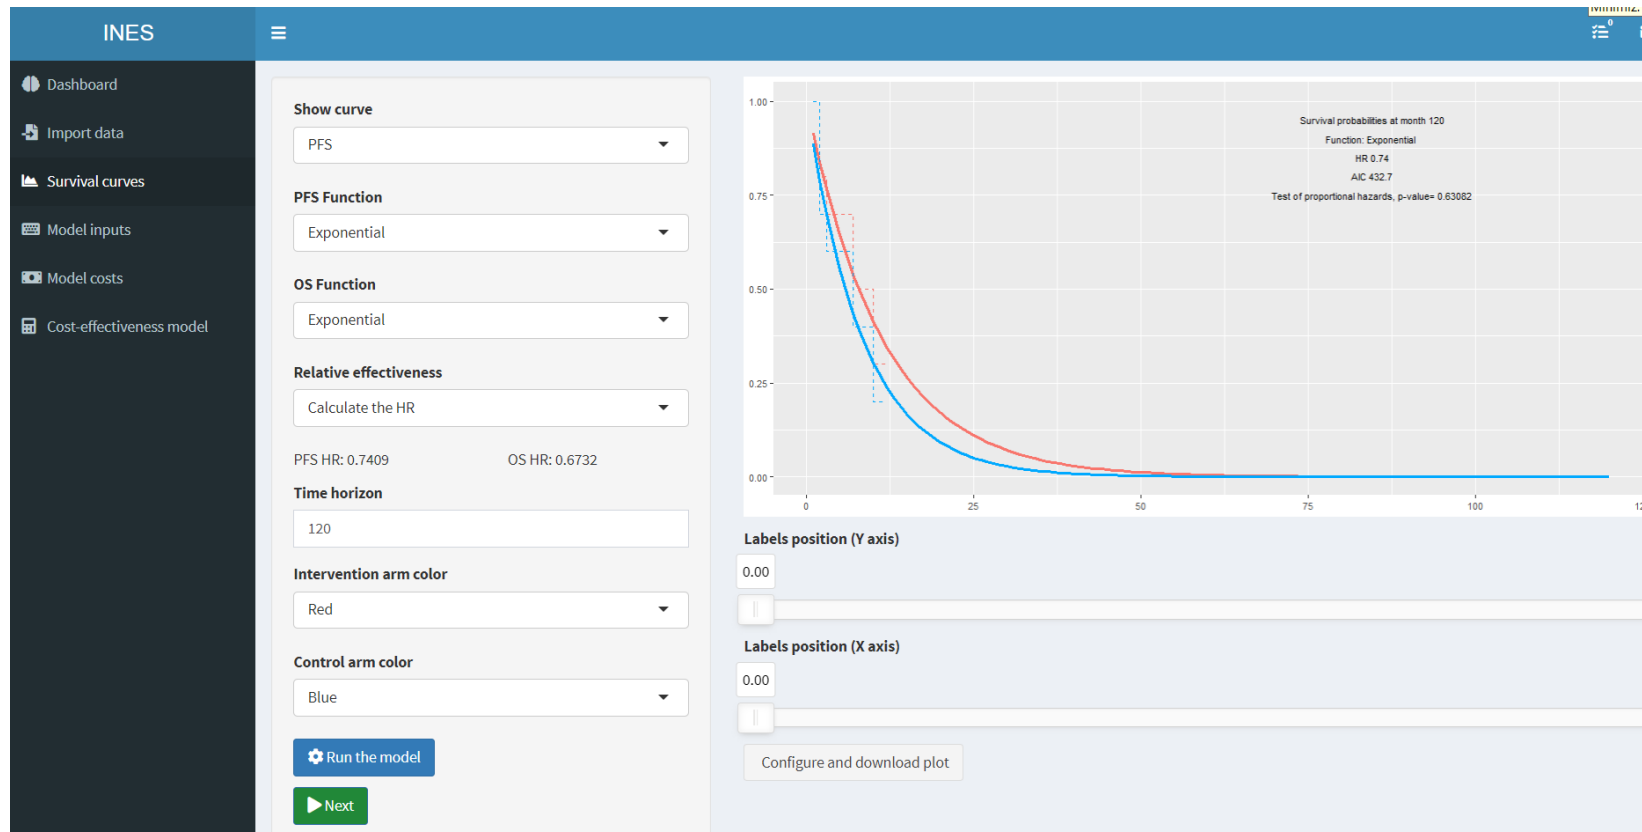 INES
0
Dashboard
Import data
Survival curves
Model inputs
Model costs
Cost-effectiveness model
Show curve
PFS
PFS Function
Exponential
OS Function
Exponential
Relative effectiveness
Calculate the HR
PFS HR: 0.7409 OS HR: 0.6732
Time horizon
120
Intervention arm color
Red
Control arm color
Blue
Run the model
Next
Survival probabilities at month 120
Function: Exponential
HR 0.74
AIC 432.7
Test of proportional hazards, p-value= 0.63082
1.00
0.75
0.50
0.25
0.00
0 25 50 75 100
Labels position (Y axis)
0.00
Labels position (X axis)
0.00
Configure and download plot